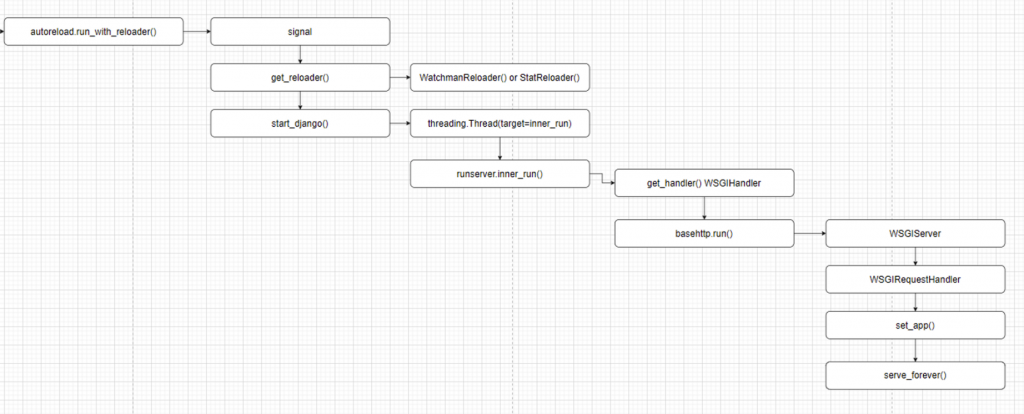 autoreload.run_with_reloader()
signal
get_reloader()
WatchmanReloader() or StatReloader()
start_django()
threading.Thread(target=inner_run)
runserver.inner_run()
get_handler() WSGIHandler
basehttp.run()
WSGIServer
WSGIRequestHandler
set_app()
serve_forever()